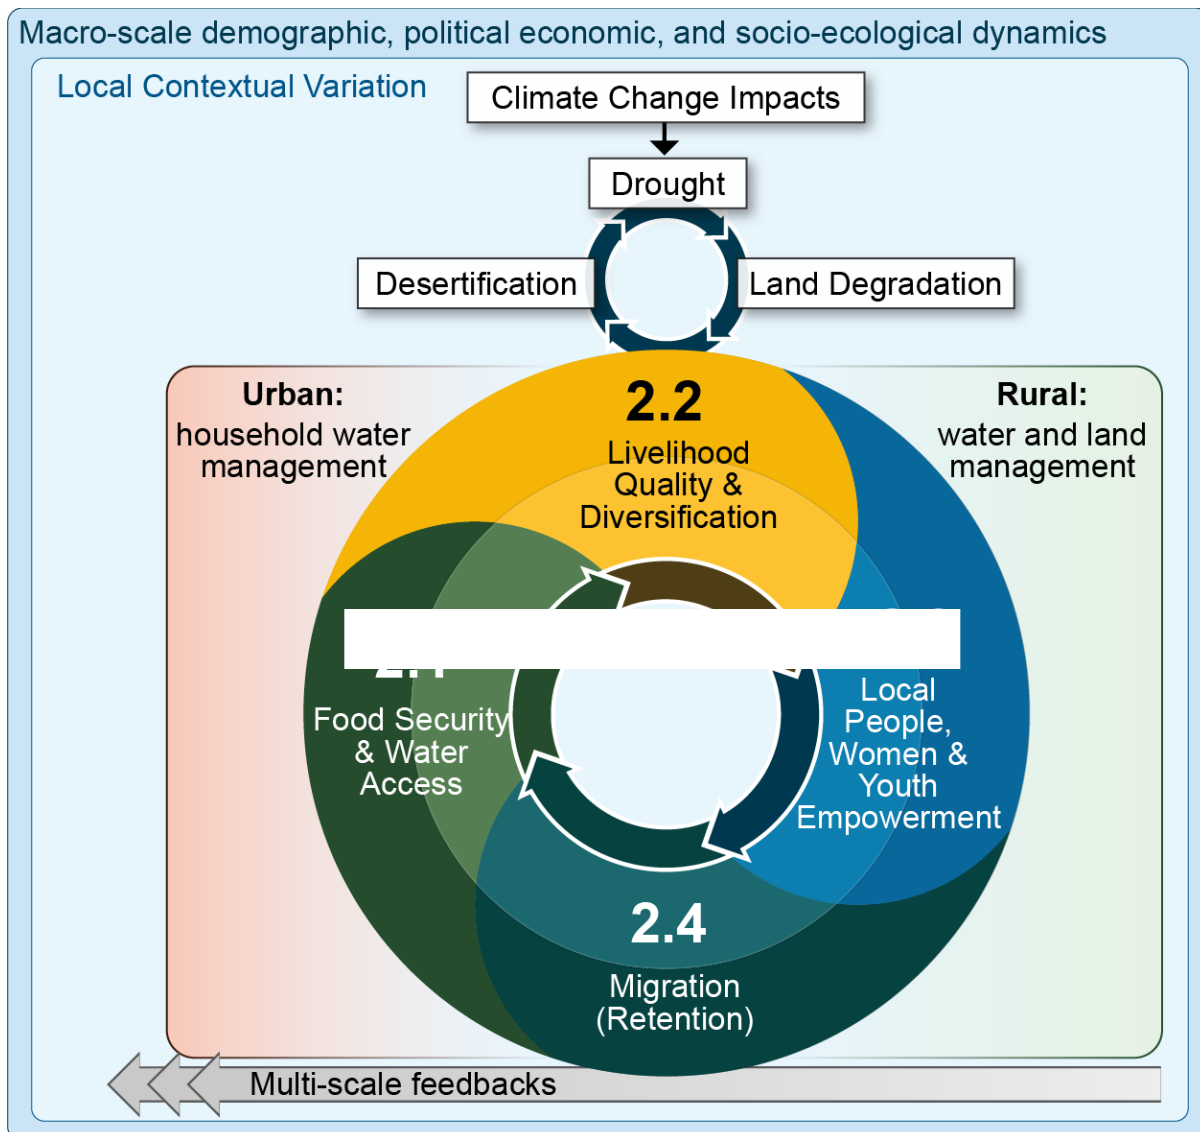 Macro-scale demographic, political economic, and socio-ecological dynamics
Local Contextual Variation
Climate Change Impacts
Drought
Desertification
Land Degradation
Urban:
household water
management
2.2
Livelihood
Quality &
Diversification
Rural:
water and land
management
Food Security
& Water
Access
Local
People,
Women &
Youth
Empowerment
2.4
Migration
(Retention)
Multi-scale feedbacks